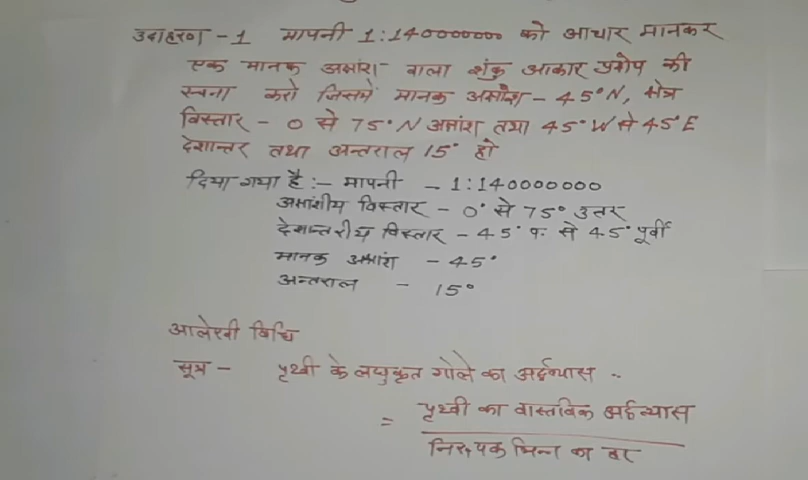 उदाहरण - 1 मापनी 1:140000000 को आधार मानकर
एक मानक अक्षांश वाला शंकु आकार प्रक्षेप की
रचना करो जिसमें मानक अक्षांश - 45°N, क्षेत्र
विस्तार - 0 से 75°N अक्षांश तथा 45°W से 45°E
देशान्तर तथा अन्तराल 15° हो
दिया गया है :- मापनी - 1:140000000
अक्षांशीय विस्तार - 0° से 75° उत्तर
देशान्तरीय विस्तार - 45° प. से 45° पूर्वी
मानक अक्षांश - 45°
अन्तराल - 15°
आलेखी विधि
सूत्र - पृथ्वी के लघुकृत गोले का अर्द्धव्यास -
= पृथ्वी का वास्तविक अर्द्धव्यास
निरूपक भिन्न का हर